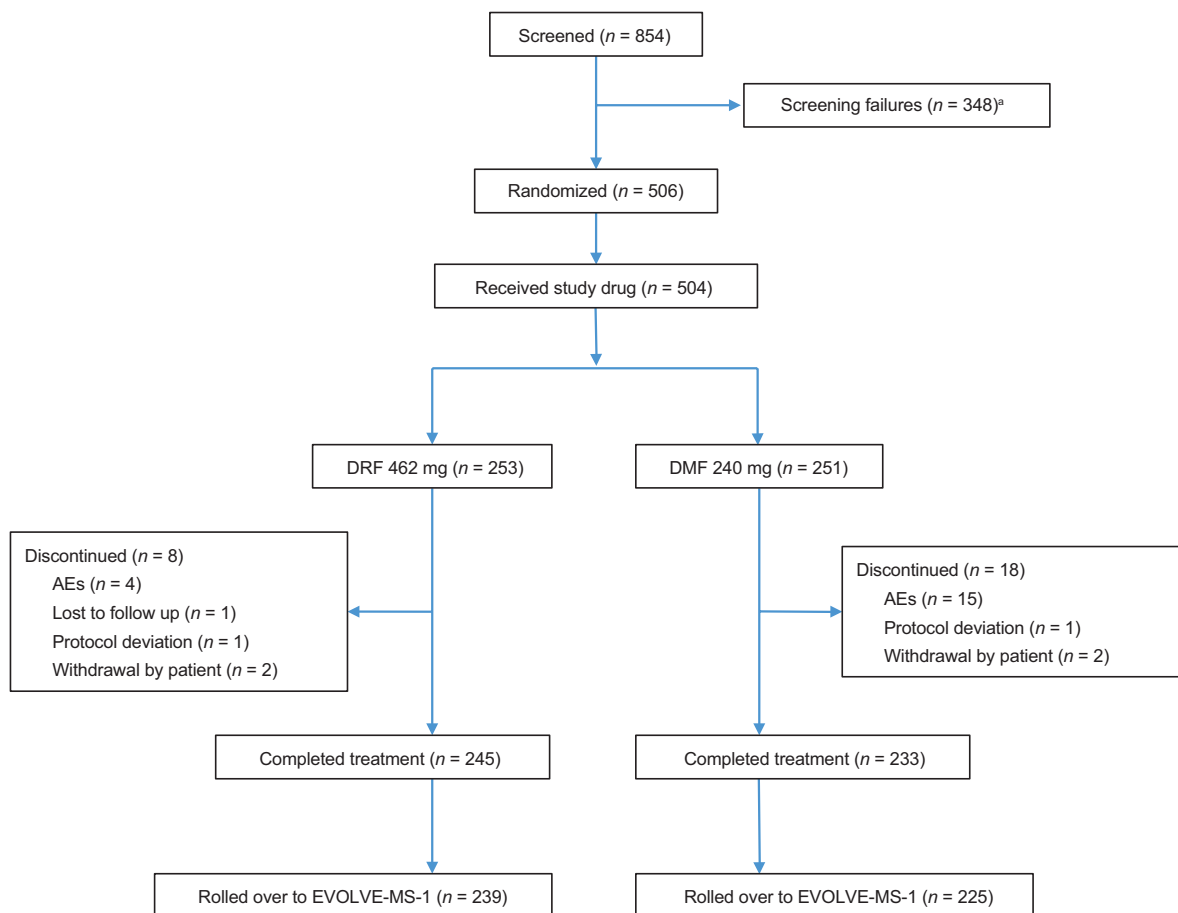 Screened (n = 854)
Screening failures (n = 348)ᵃ
Randomized (n = 506)
Received study drug (n = 504)
DRF 462 mg (n = 253)
DMF 240 mg (n = 251)
Discontinued (n = 8)
AEs (n = 4)
Lost to follow up (n = 1)
Protocol deviation (n = 1)
Withdrawal by patient (n = 2)
Discontinued (n = 18)
AEs (n = 15)
Protocol deviation (n = 1)
Withdrawal by patient (n = 2)
Completed treatment (n = 245)
Completed treatment (n = 233)
Rolled over to EVOLVE-MS-1 (n = 239)
Rolled over to EVOLVE-MS-1 (n = 225)